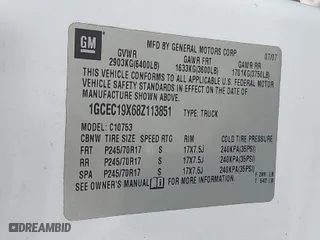 GM
MFD BY GENERAL MOTORS CORP
07/07
GVWR GAWR FRT GAWR RR
2903KG(6400LB) 1633KG(3600LB) 1701KG(3750LB)
THIS VEHICLE CONFORMS TO ALL APPLICABLE U.S. FEDERAL MOTOR
VEHICLE SAFETY STANDARDS IN EFFECT ON THE DATE OF
MANUFACTURE SHOWN ABOVE.
1GCEC19X68Z113851 TYPE: TRUCK
MODEL: C10753
CBNW TIRE SIZE SPEED RTG RIM COLD TIRE PRESSURE
FRT P245/70R17 S 17X7.5J 240KPA(35PSI)
RR P245/70R17 S 17X7.5J 240KPA(35PSI)
SPA P245/70R17 S 17X7.5J 240KPA(35PSI)
SEE OWNER'S MANUAL FOR MORE INFORMATION.
DREAMBID